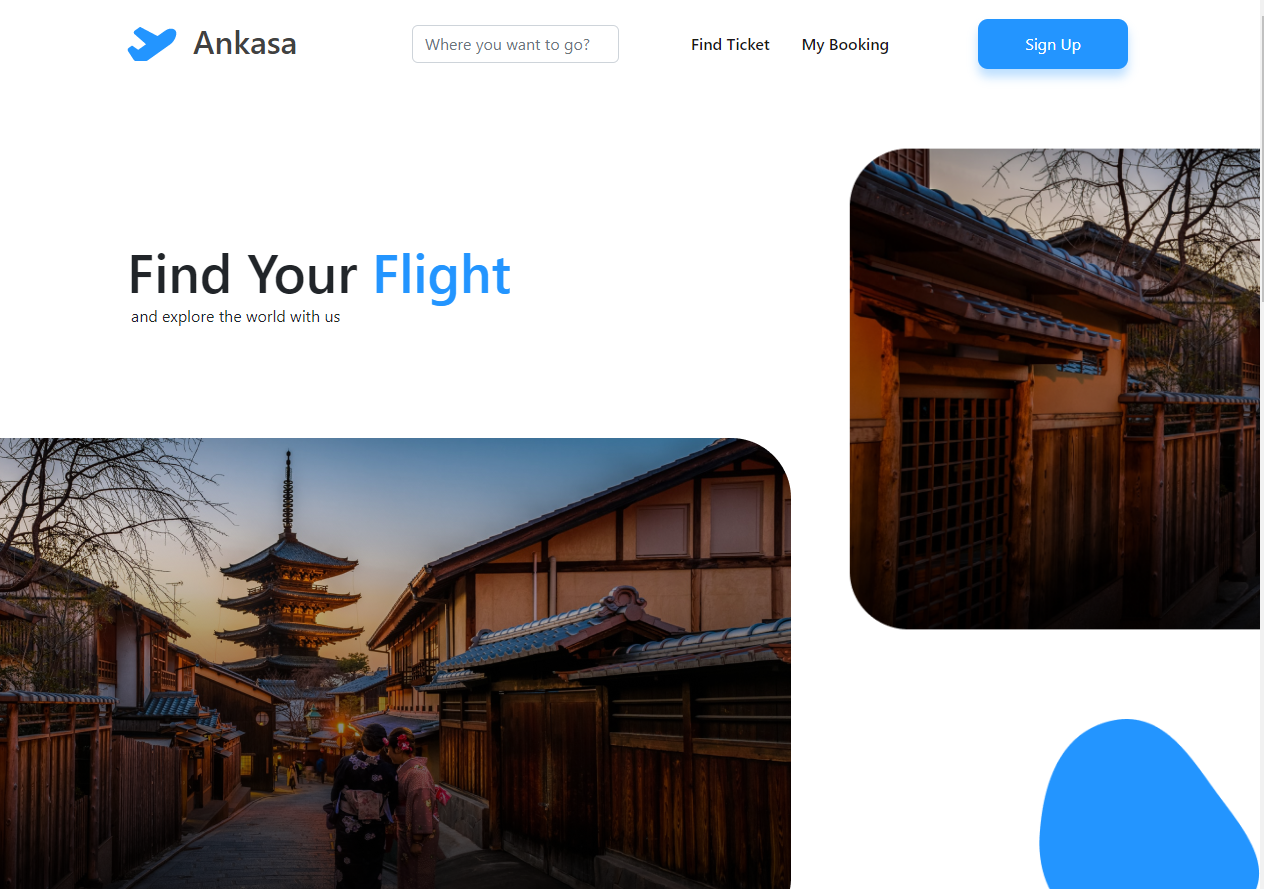 Ankasa
Where you want to go?
Find Ticket
My Booking
Sign Up
Find Your Flight
and explore the world with us